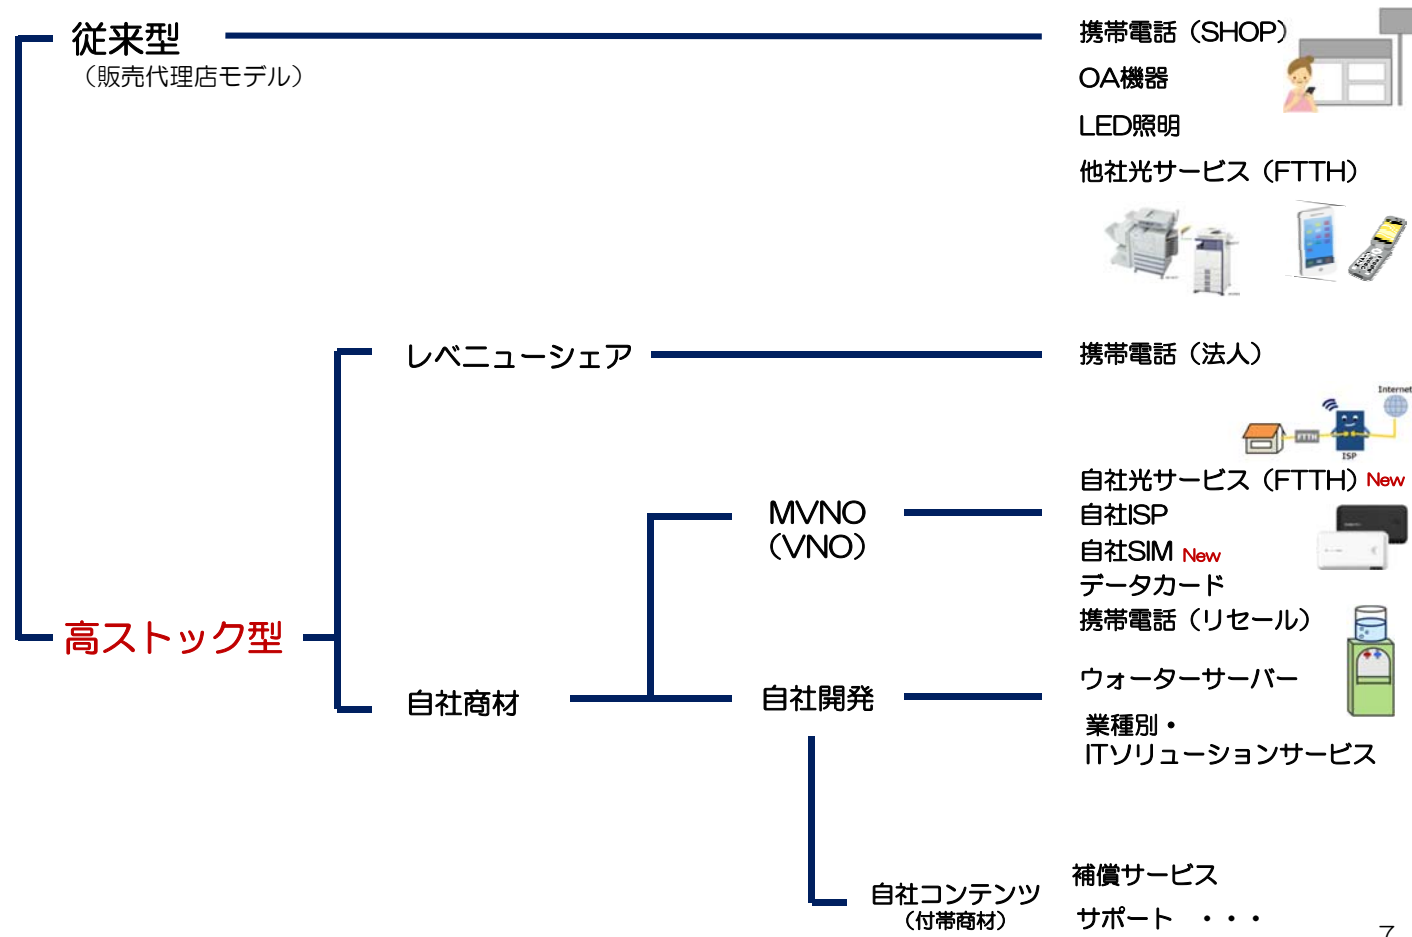 従来型
（販売代理店モデル）
携帯電話（SHOP）
OA機器
LED照明
他社光サービス（FTTH）
レベニューシェア
携帯電話（法人）
Internet
FTTH
ISP
自社光サービス（FTTH）New
自社ISP
自社SIM New
データカード
携帯電話（リセール）
MVNO
（VNO）
高ストック型
自社商材
自社開発
ウォーターサーバー
業種別・
ITソリューションサービス
自社コンテンツ
（付帯商材）
補償サービス
サポート ・・・
7